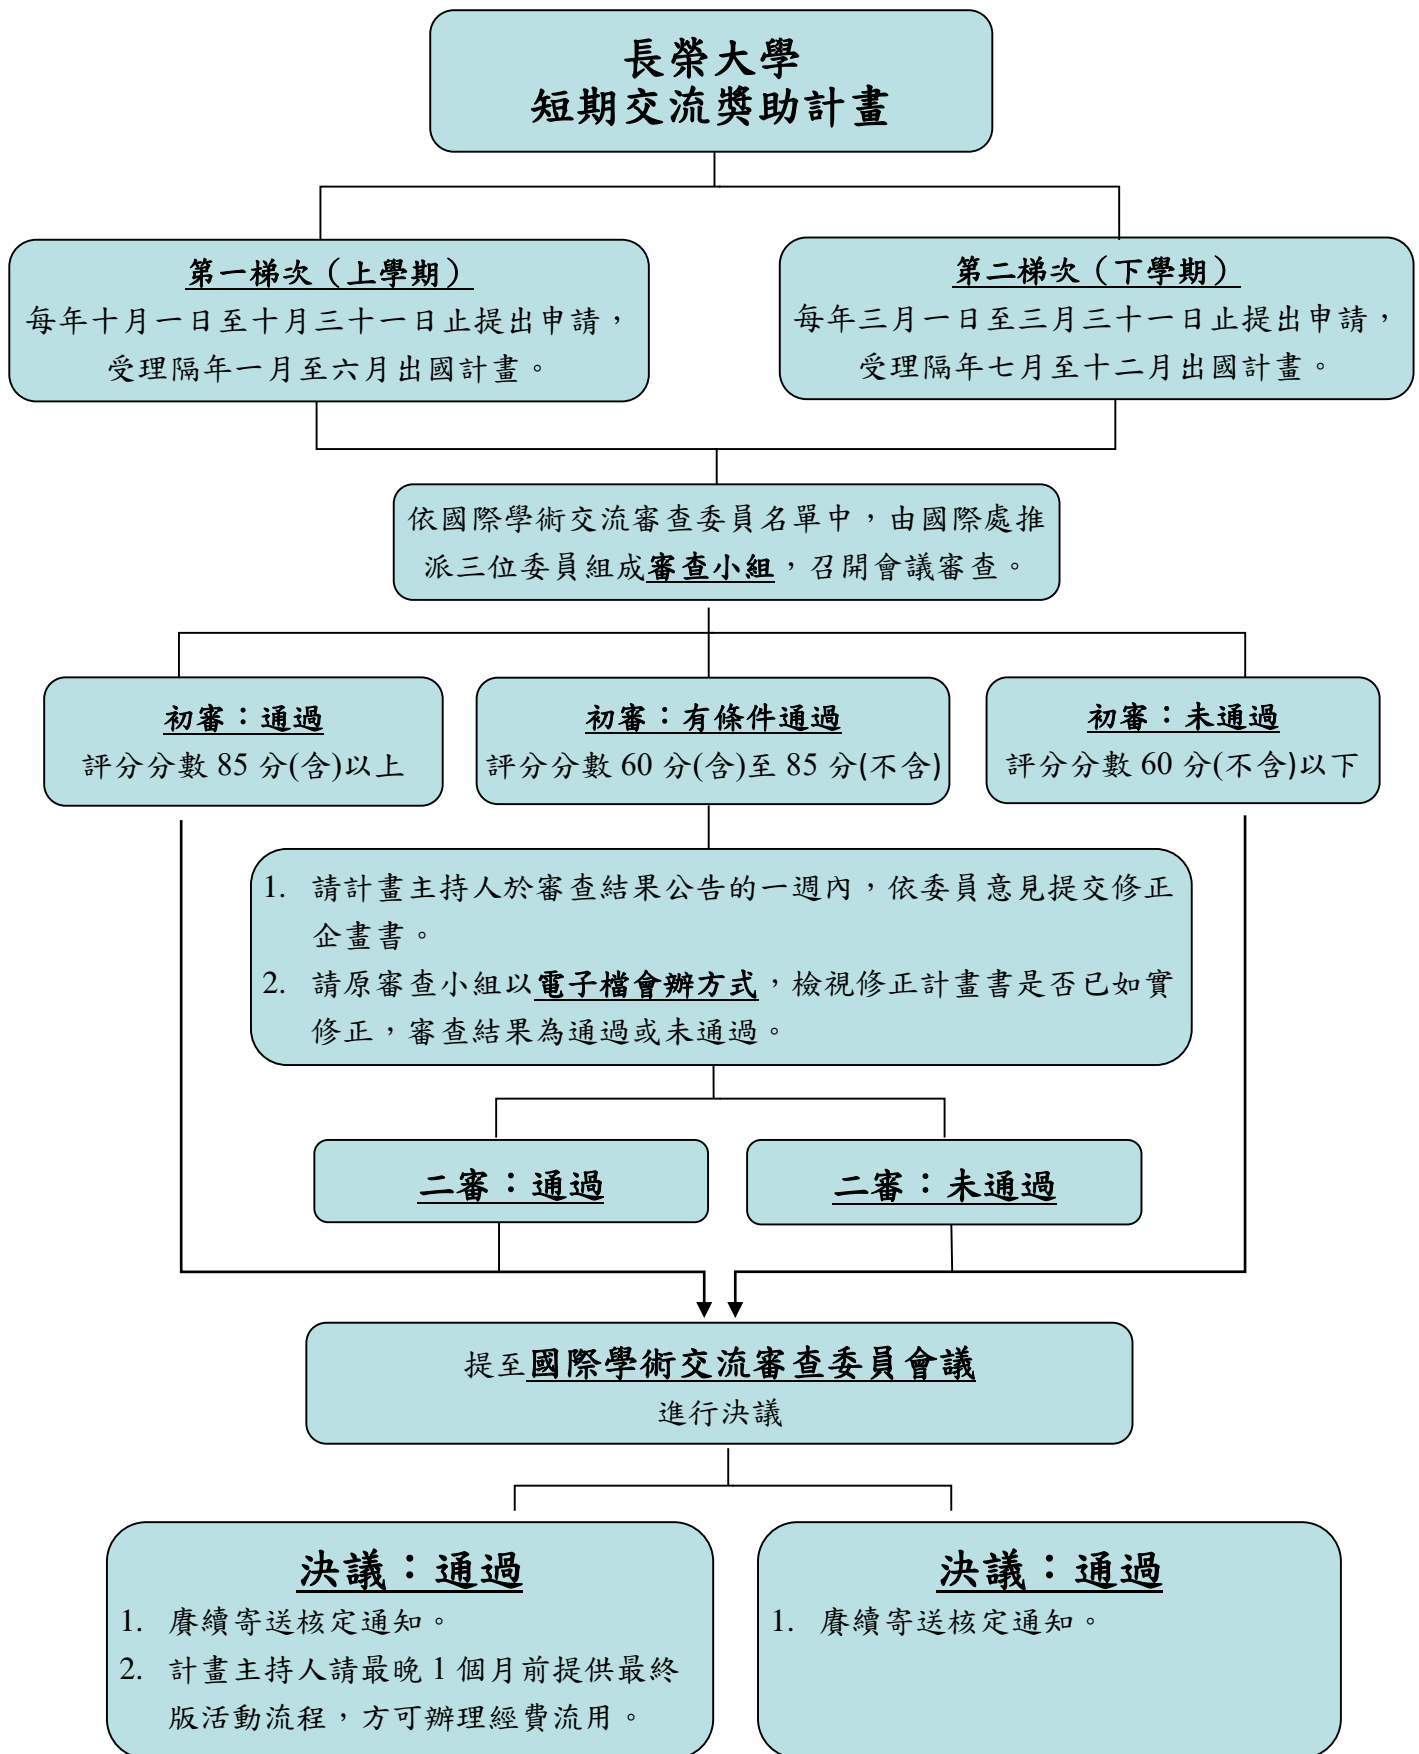 長榮大學
短期交流獎助計畫
第一梯次（上學期）
每年十月一日至十月三十一日止提出申請，
受理隔年一月至六月出國計畫。
第二梯次（下學期）
每年三月一日至三月三十一日止提出申請，
受理隔年七月至十二月出國計畫。
依國際學術交流審查委員名單中，由國際處推
派三位委員組成審查小組，召開會議審查。
初審：通過
評分分數 85 分(含)以上
初審：有條件通過
評分分數 60 分(含)至 85 分(不含)
初審：未通過
評分分數 60 分(不含)以下
1. 請計畫主持人於審查結果公告的一週內，依委員意見提交修正
企畫書。
2. 請原審查小組以電子檔會辦方式，檢視修正計畫書是否已如實
修正，審查結果為通過或未通過。
二審：通過
二審：未通過
提至國際學術交流審查委員會議
進行決議
決議：通過
1. 賡續寄送核定通知。
2. 計畫主持人請最晚 1 個月前提供最終
版活動流程，方可辦理經費流用。
決議：通過
1. 賡續寄送核定通知。